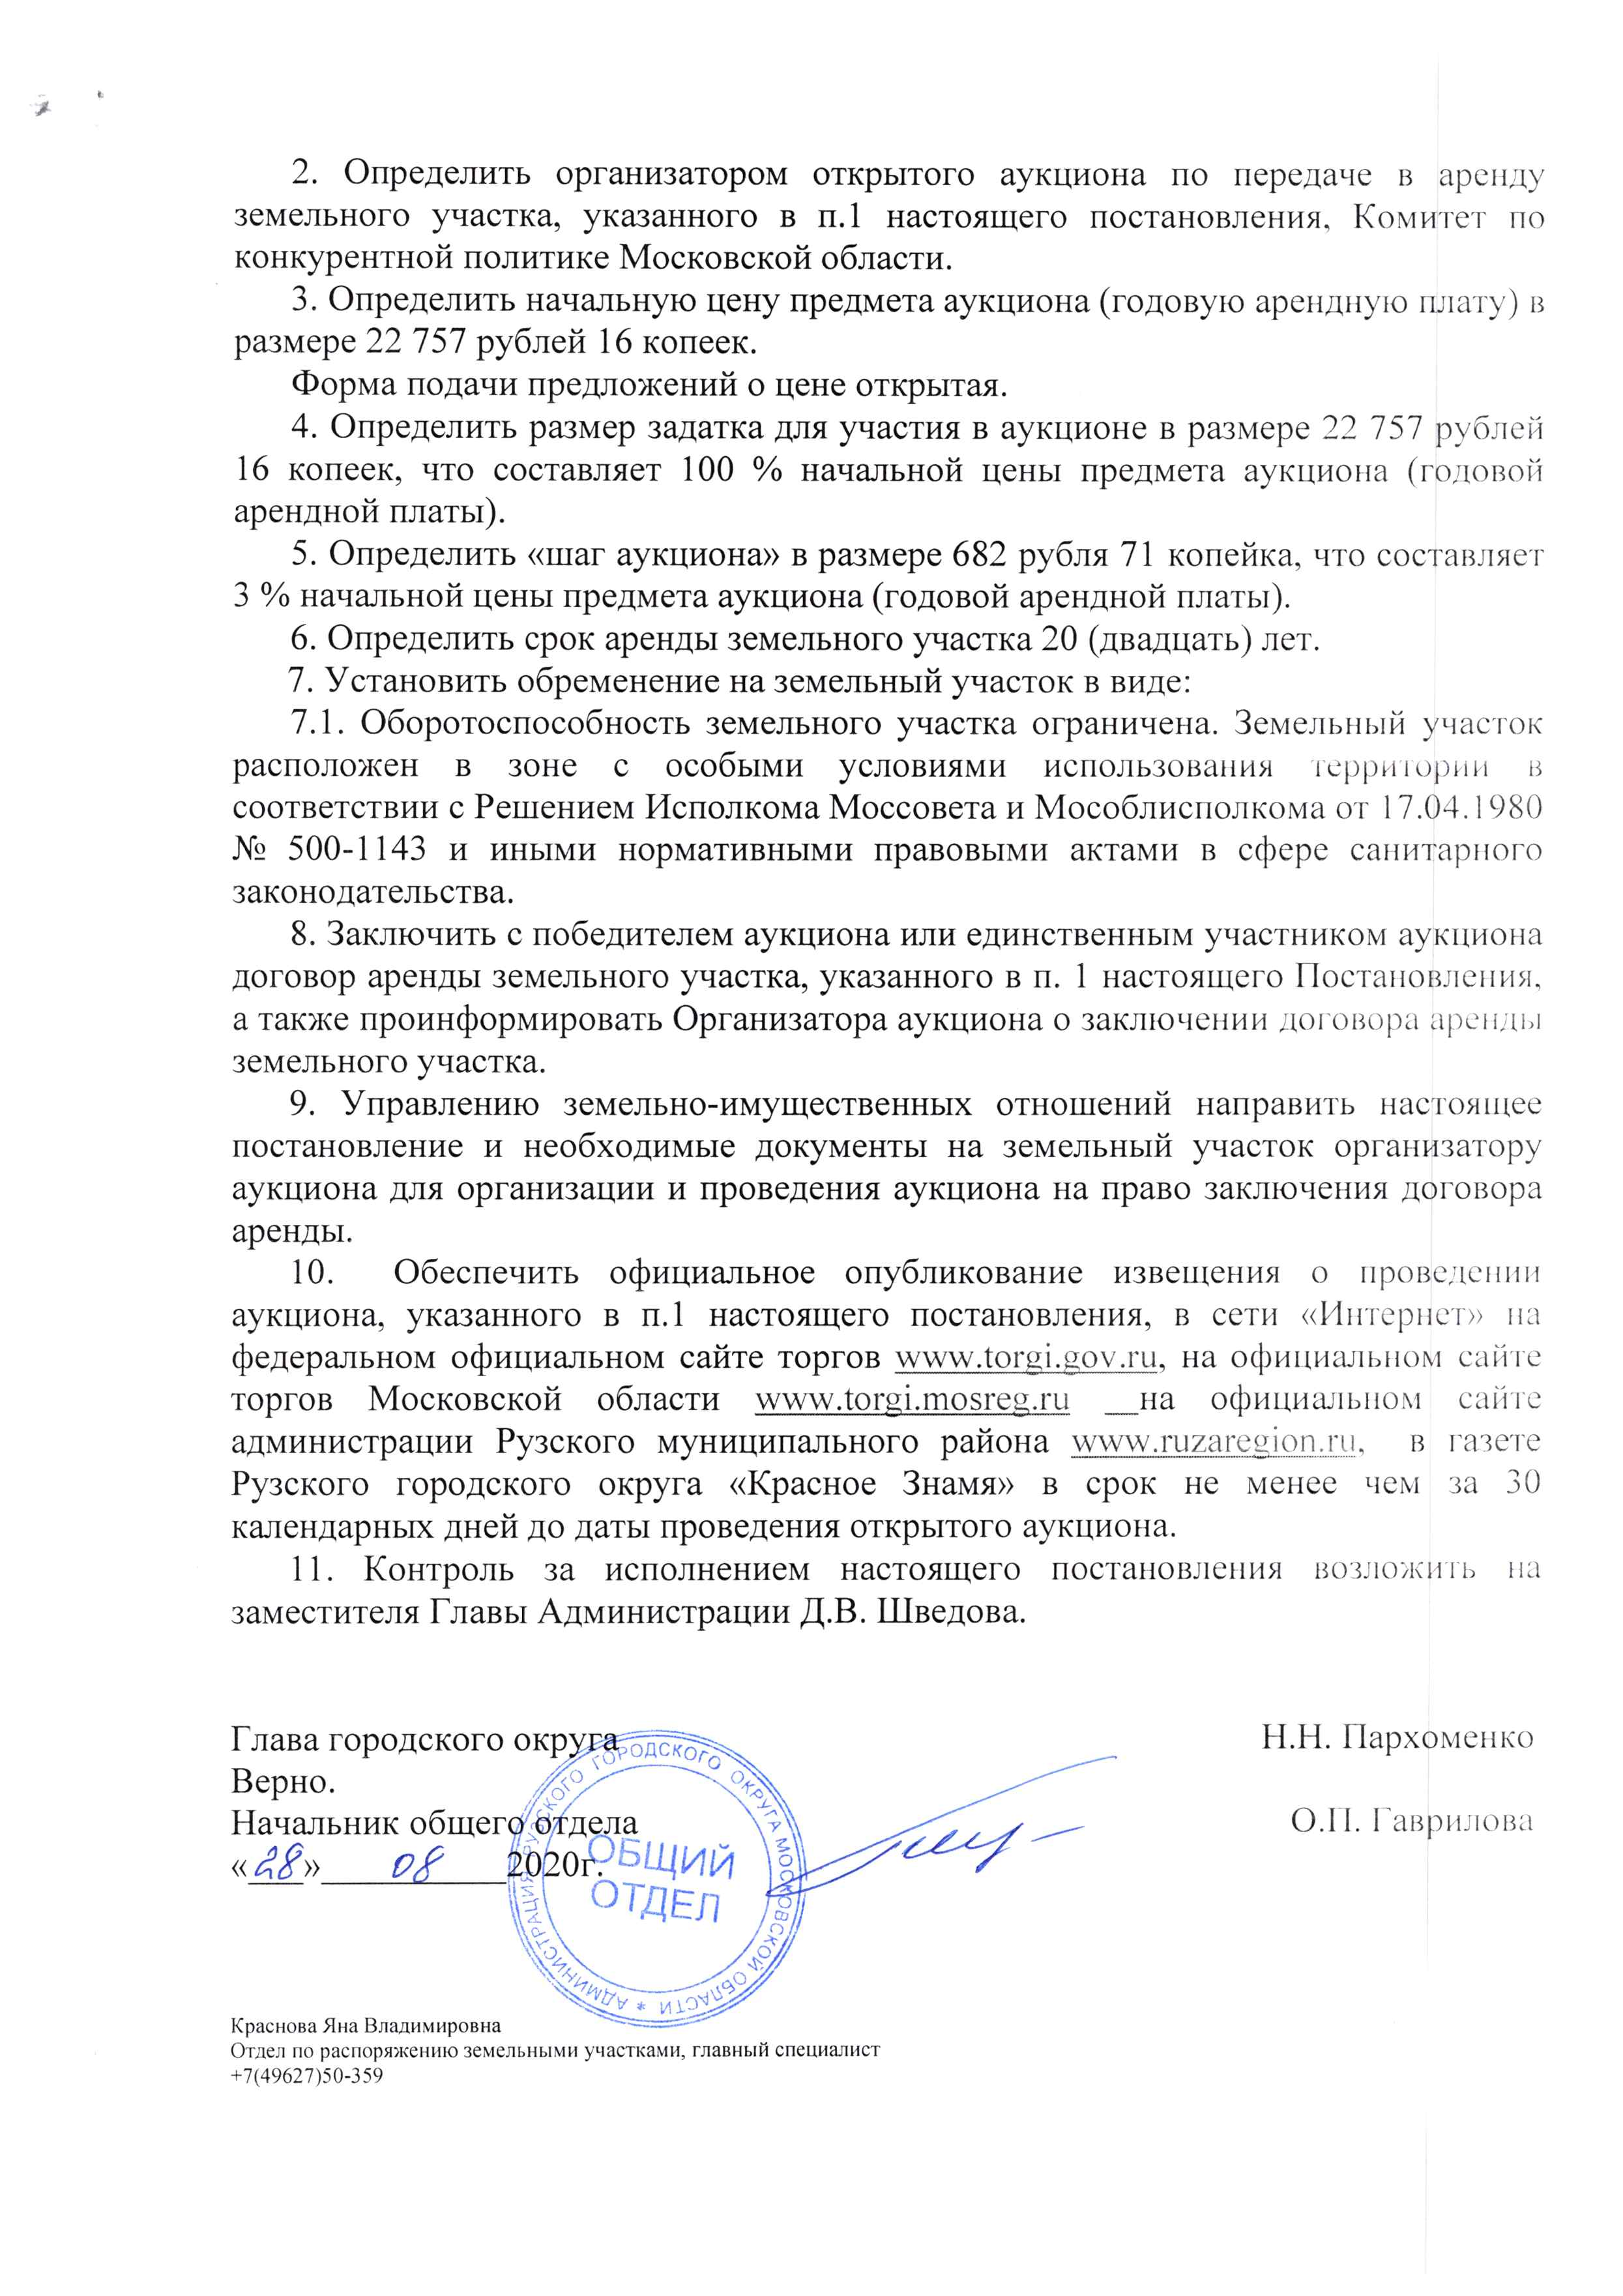 2. Определить организатором открытого аукциона по передаче в аренду
земельного участка, указанного в п.1 настоящего постановления, Комитет по
конкурентной политике Московской области.
3. Определить начальную цену предмета аукциона (годовую арендную плату) в
размере 22 757 рублей 16 копеек.
Форма подачи предложений о цене открытая.
4. Определить размер задатка для участия в аукционе в размере 22 757 рублей
16 копеек, что составляет 100 % начальной цены предмета аукциона (годовой
арендной платы).
5. Определить «шаг аукциона» в размере 682 рубля 71 копейка, что составляет
3 % начальной цены предмета аукциона (годовой арендной платы).
6. Определить срок аренды земельного участка 20 (двадцать) лет.
7. Установить обременение на земельный участок в виде:
7.1. Оборотоспособность земельного участка ограничена. Земельный участок
расположен в зоне с особыми условиями использования территории в
соответствии с Решением Исполкома Моссовета и Мособлисполкома от 17.04.1980
№ 500-1143 и иными нормативными правовыми актами в сфере санитарного
законодательства.
8. Заключить с победителем аукциона или единственным участником аукциона
договор аренды земельного участка, указанного в п. 1 настоящего Постановления,
а также проинформировать Организатора аукциона о заключении договора аренды
земельного участка.
9. Управлению земельно-имущественных отношений направить настоящее
постановление и необходимые документы на земельный участок организатору
аукциона для организации и проведения аукциона на право заключения договора
аренды.
10. Обеспечить официальное опубликование извещения о проведении
аукциона, указанного в п.1 настоящего постановления, в сети «Интернет» на
федеральном официальном сайте торгов www.torgi.gov.ru, на официальном сайте
торгов Московской области www.torgi.mosreg.ru __на официальном сайте
администрации Рузского муниципального района www.ruzaregion.ru, в газете
Рузского городского округа «Красное Знамя» в срок не менее чем за 30
календарных дней до даты проведения открытого аукциона.
11. Контроль за исполнением настоящего постановления возложить на
заместителя Главы Администрации Д.В. Шведова.
Глава городского округа Н.Н. Пархоменко
Верно.
Начальник общего отдела О.П. Гаврилова
«28» 08 2020г.
АДМИНИСТРАЦИЯ РУЗСКОГО ГОРОДСКОГО ОКРУГА МОСКОВСКОЙ ОБЛАСТИ *
ОБЩИЙ
ОТДЕЛ
Краснова Яна Владимировна
Отдел по распоряжению земельными участками, главный специалист
+7(49627)50-359